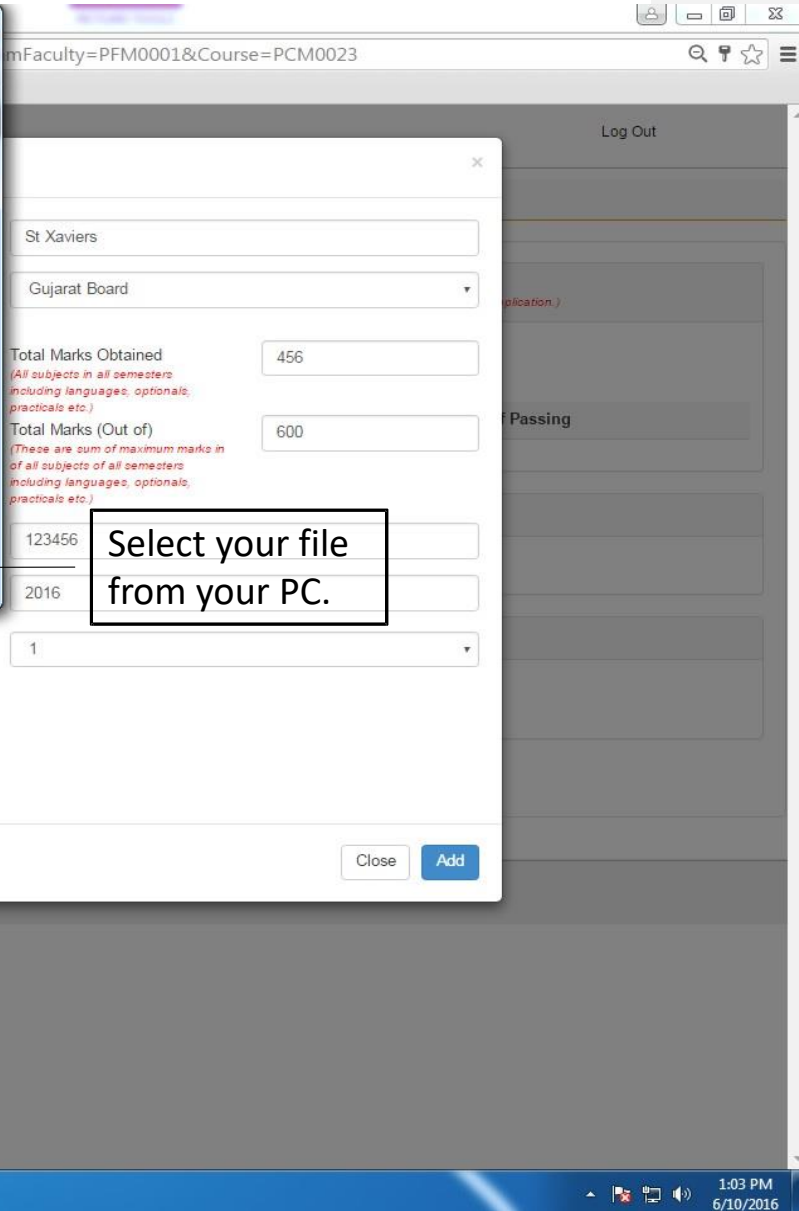 mFaculty=PFM0001&Course=PCM0023
Log Out
×
St Xaviers
Gujarat Board
plication.)
Total Marks Obtained
456
(All subjects in all semesters
including languages, optionals,
practicals etc.)
f Passing
Total Marks (Out of)
600
(These are sum of maximum marks in
of all subjects of all semesters
including languages, optionals,
practicals etc.)
123456
Select your file
from your PC.
2016
1
Close
Add
1:03 PM
6/10/2016